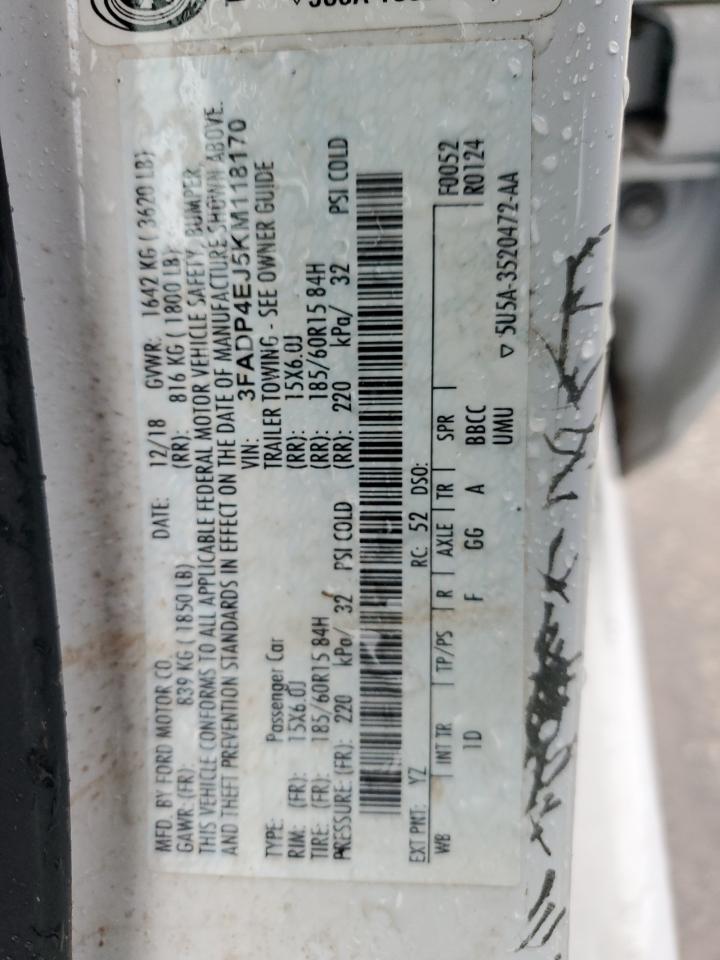 MFD. BY FORD MOTOR CO.
DATE: 12/18 GVWR: 1642 KG ( 3620 LB)
GAWR: (FR): 839 KG ( 1850 LB) (RR): 816 KG ( 1800 LB)
THIS VEHICLE CONFORMS TO ALL APPLICABLE FEDERAL MOTOR VEHICLE SAFETY, BUMPER,
AND THEFT PREVENTION STANDARDS IN EFFECT ON THE DATE OF MANUFACTURE SHOWN ABOVE.
VIN: 3FADP4EJ5KM118170
TYPE: Passenger Car TRAILER TOWING - SEE OWNER GUIDE
RIM: (FR): 15X6.0J (RR): 15X6.0J
TIRE: (FR): 185/60R15 84H (RR): 185/60R15 84H
PRESSURE: (FR): 220 kPa/ 32 PSI COLD (RR): 220 kPa/ 32 PSI COLD
EXT PNT: YZ RC: 52 DSO: F0052
WB INT TR TP/PS R AXLE TR SPR R0124
1D F GG A BBCC
UMU ▽ 5U5A-3520472-AA